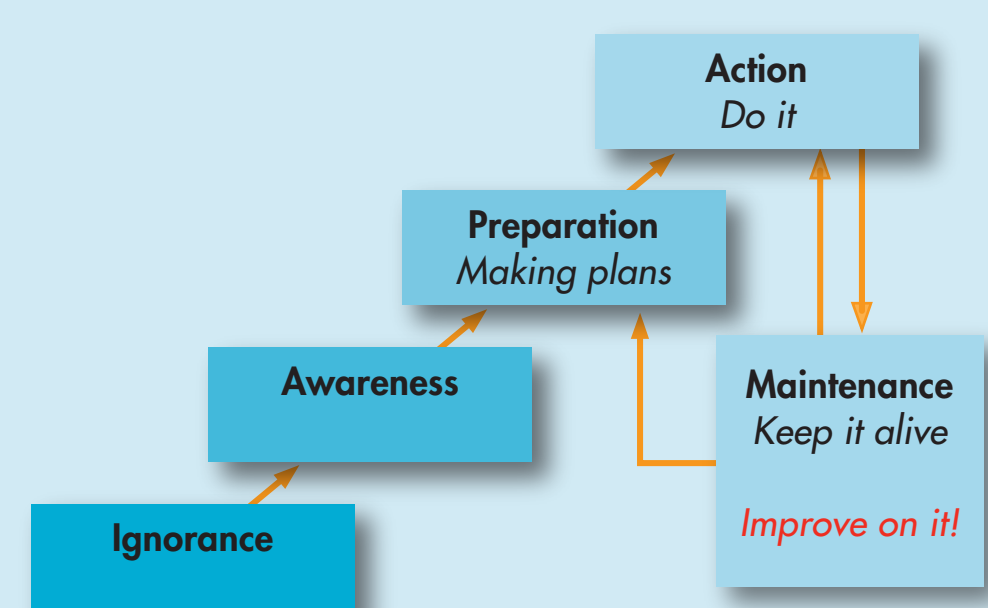 Action
Do it
Preparation
Making plans
Awareness
Maintenance
Keep it alive
Improve on it!
Ignorance